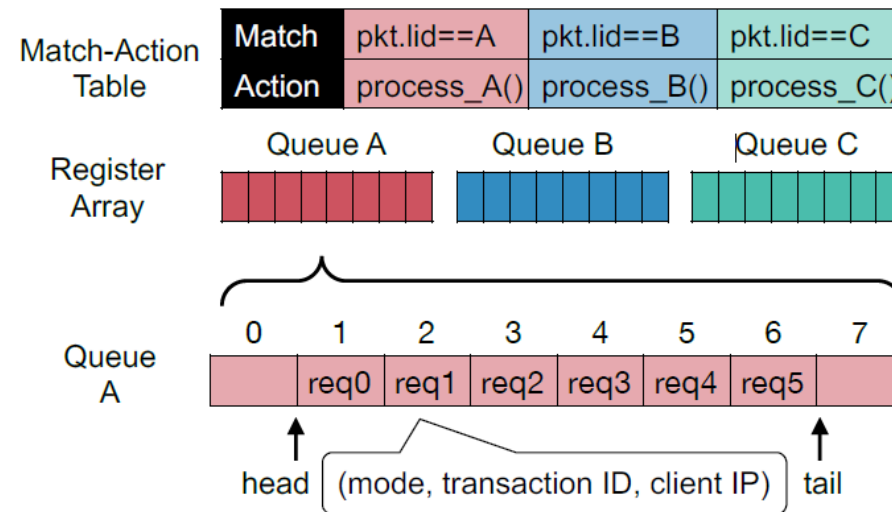 Match-Action
Table
Match pkt.lid==A pkt.lid==B pkt.lid==C
Action process_A() process_B() process_C()
Register
Array
Queue A Queue B Queue C
0 1 2 3 4 5 6 7
Queue
A
req0 req1 req2 req3 req4 req5
head (mode, transaction ID, client IP) tail